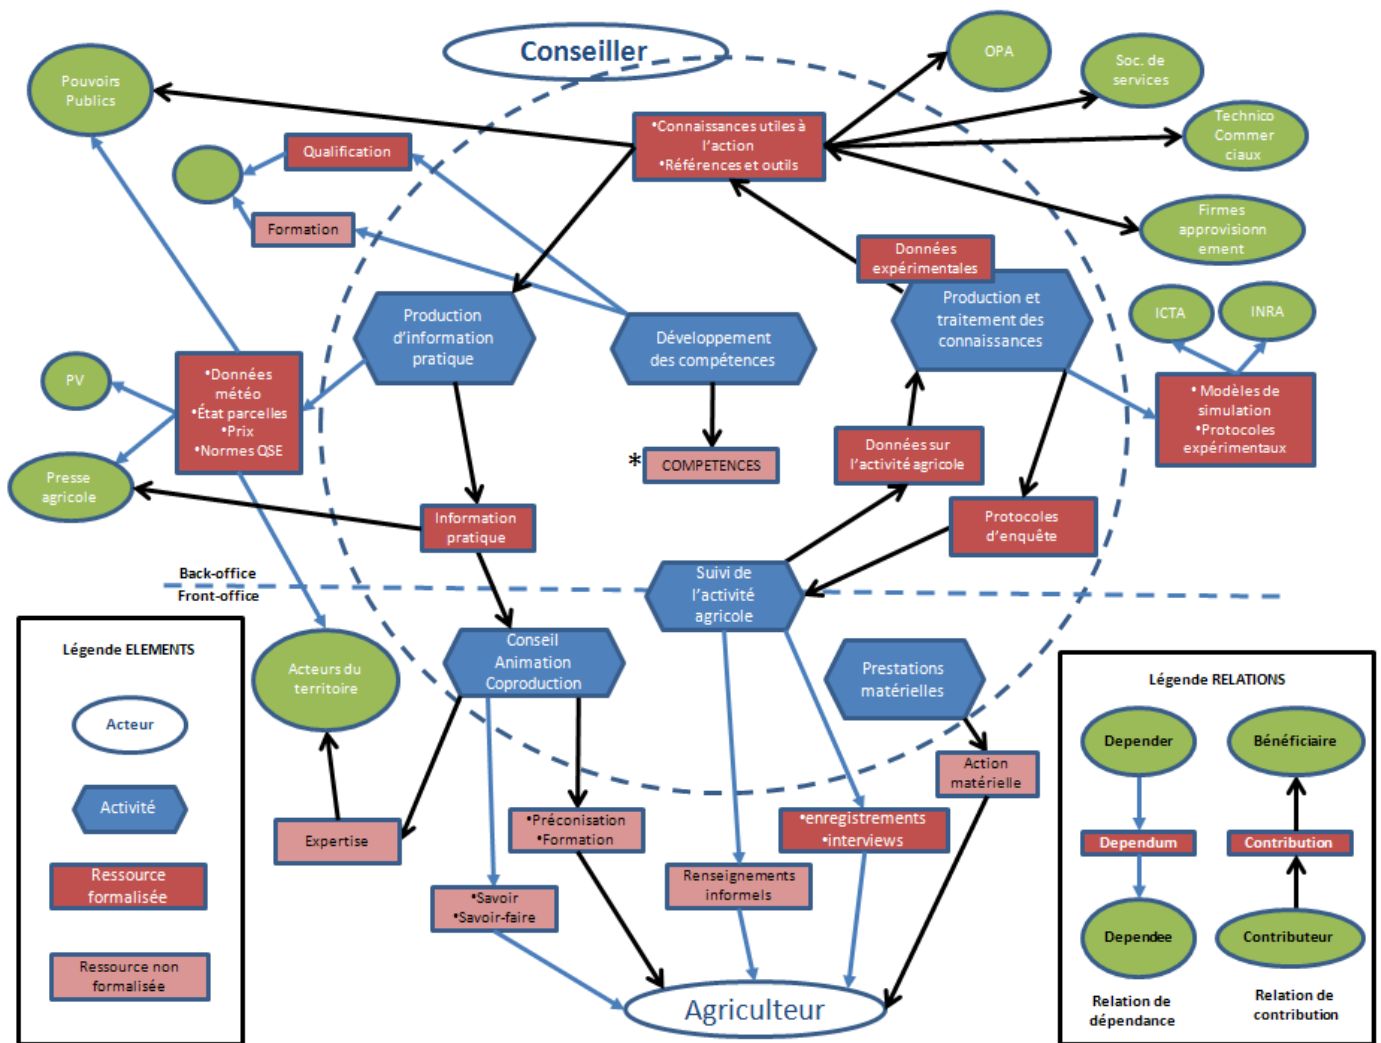 Conseiller
OPA
Soc. de
services
Pouvoirs
Publics
Technico
Commer
ciaux
•Connaissances utiles à
l’action
•Références et outils
Qualification
Formation
Firmes
approvisionn
ement
Données
expérimentales
Production
d’information
pratique
Développement
des compétences
Production et
traitement des
connaissances
ICTA
INRA
PV
•Données
météo
•État parcelles
•Prix
•Normes QSE
• Modèles de
simulation
• Protocoles
expérimentaux
Données sur
l’activité agricole
* COMPETENCES
Presse
agricole
Information
pratique
Protocoles
d’enquête
Back-office
Front-office
Suivi de
l’activité
agricole
Conseil
Animation
Coproduction
Acteurs du
territoire
Prestations
matérielles
Action
matérielle
Expertise
•Préconisation
•Formation
•enregistrements
•interviews
Renseignements
informels
•Savoir
•Savoir-faire
Agriculteur
Légende ELEMENTS
Acteur
Activité
Ressource
formalisée
Ressource non
formalisée
Légende RELATIONS
Depender
Bénéficiaire
Dependum
Contribution
Dependee
Contributeur
Relation de
dépendance
Relation de
contribution